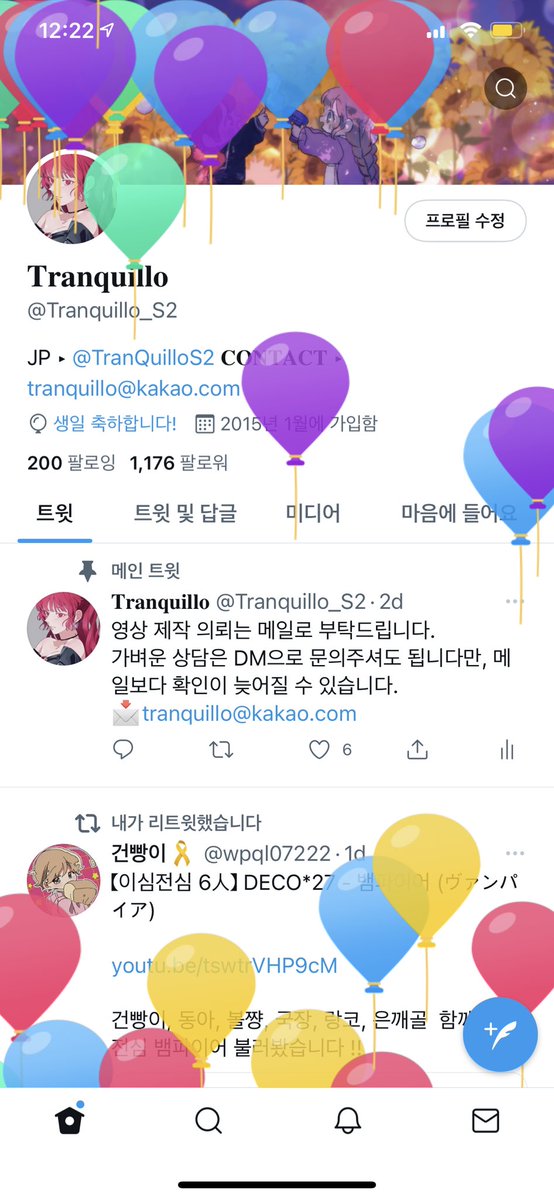 12:22
프로필 수정
Tranquillo
@Tranquillo_S2
JP ▸ @TranQuilloS2 CONTACT ▸
tranquillo@kakao.com
생일 축하합니다! 2015년 1월에 가입함
200 팔로잉 1,176 팔로워
트윗 트윗 및 답글 미디어 마음에 들어요
메인 트윗
Tranquillo @Tranquillo_S2 · 2d
영상 제작 의뢰는 메일로 부탁드립니다.
가벼운 상담은 DM으로 문의주셔도 됩니다만, 메
일보다 확인이 늦어질 수 있습니다.
📩tranquillo@kakao.com
6
내가 리트윗했습니다
건빵이🎗 @wpql07222 · 1d
【이심전심 6人】DECO*27 - 뱀파이어 (ヴァンパ
イア)
youtu.be/tswtrVHP9cM
건빵이, 동아, 불쨩, 국장, 랑코, 은깨골 함께
전심 뱀파이어 불러봤습니다 !!